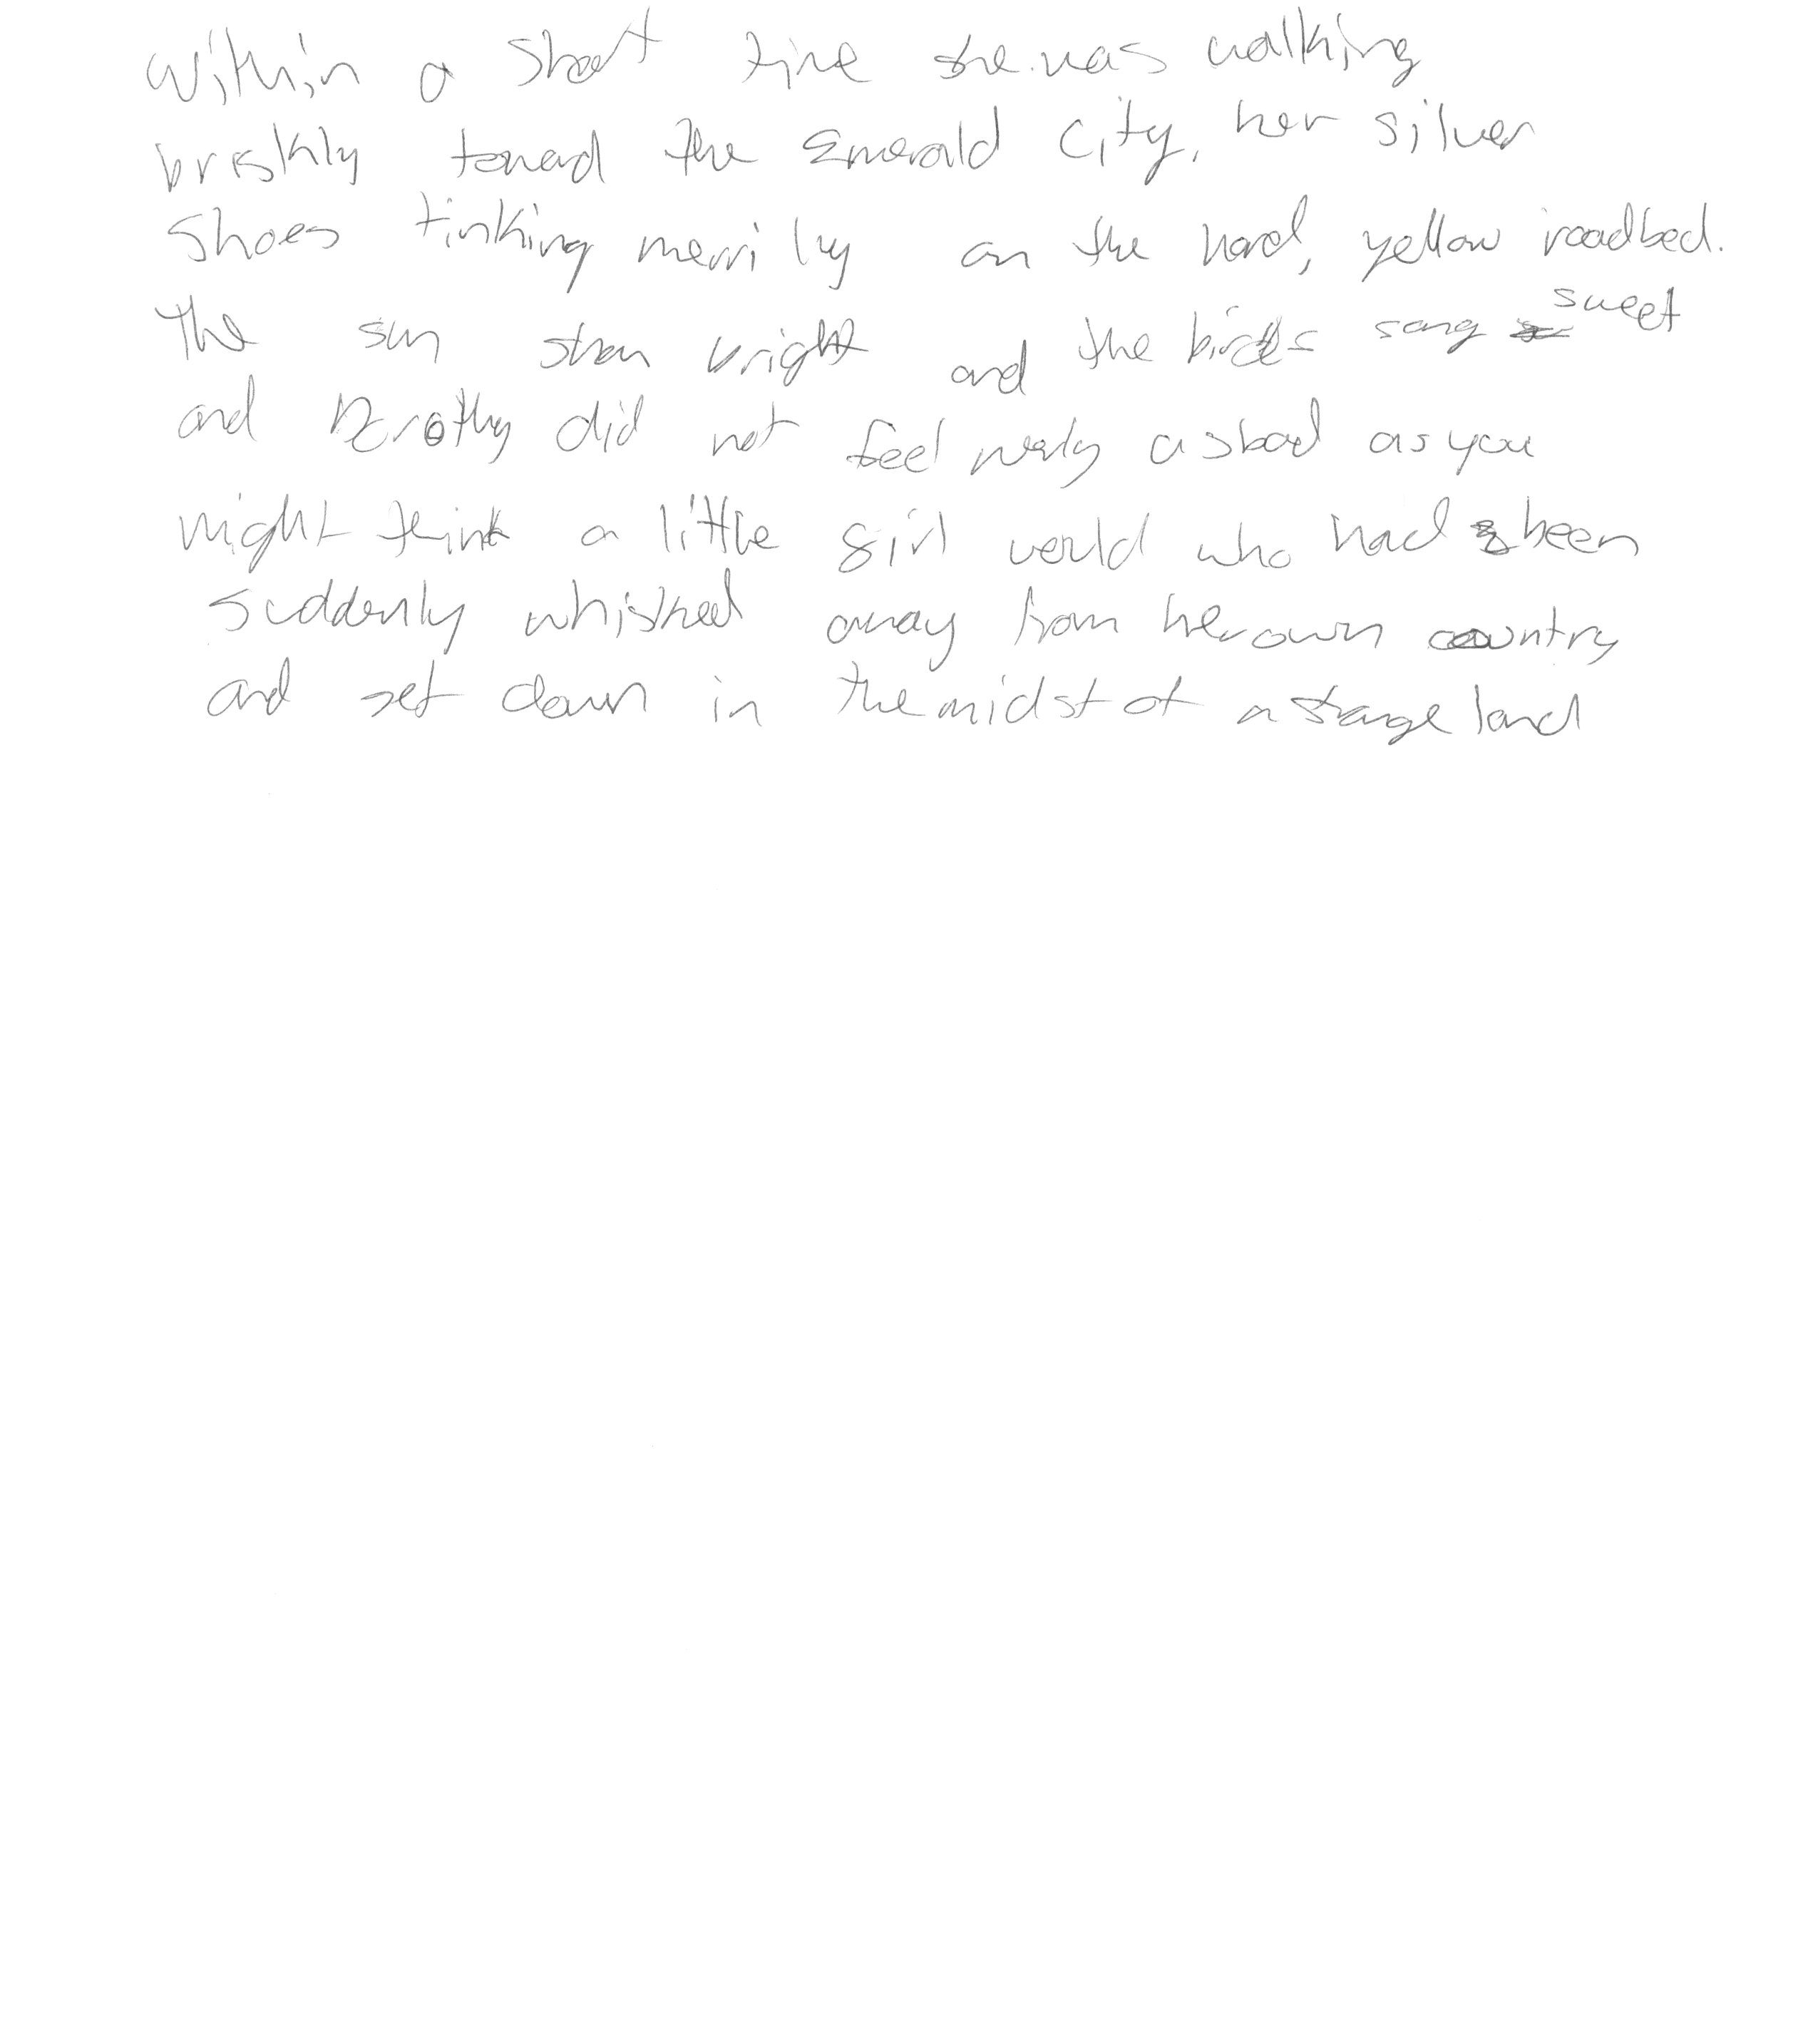 Within a short time she was walking
briskly toward the Emerald City, her silver
shoes tinking merrily on the hard, yellow roadbed.
The sun shon bright and the birds song sweet
and Dorothy did not feel nearly as bad as you
might think a little girl would who had been
suddenly whisked away from her own country
and set down in the midst of a strange land